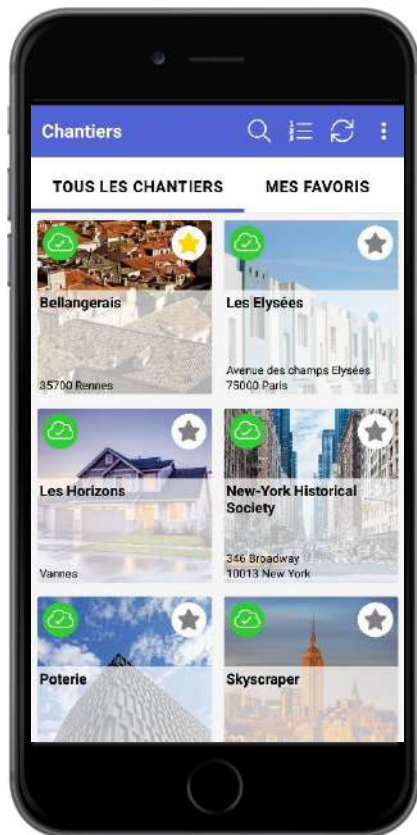 Chantiers
TOUS LES CHANTIERS
MES FAVORIS
Bellangerais
35700 Rennes
Les Elysées
Avenue des champs Elysées
75000 Paris
Les Horizons
Vannes
New-York Historical
Society
346 Broadway
10013 New York
Poterie
Skyscraper